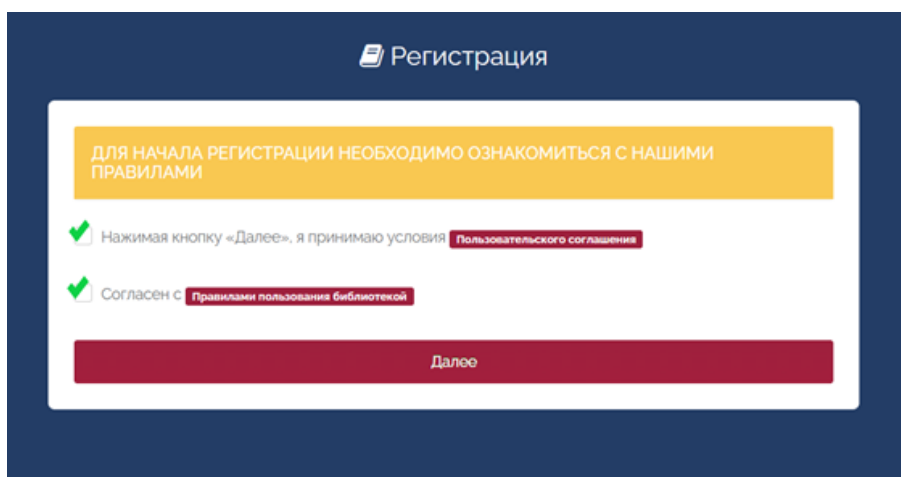 Регистрация
ДЛЯ НАЧАЛА РЕГИСТРАЦИИ НЕОБХОДИМО ОЗНАКОМИТЬСЯ С НАШИМИ
ПРАВИЛАМИ
Нажимая кнопку «Далее», я принимаю условия Пользовательского соглашения
Согласен с Правилами пользования библиотекой
Далее